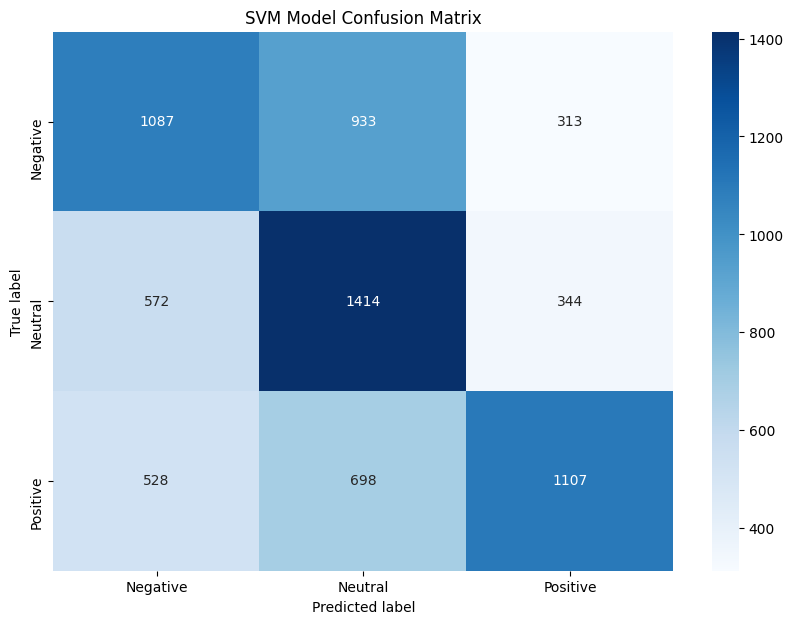 SVM Model Confusion Matrix
1087 933 313
572 1414 344
528 698 1107
Negative
Neutral
Positive
True label
Negative Neutral Positive
Predicted label
1400
1200
1000
800
600
400